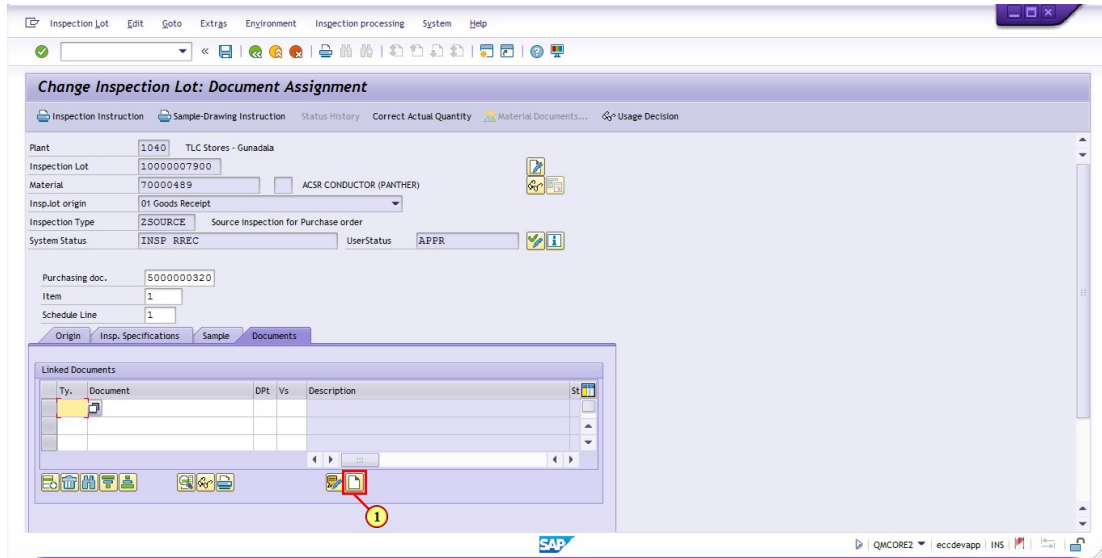 Inspection Lot Edit Goto Extras Environment Inspection processing System Help
Change Inspection Lot: Document Assignment
Inspection Instruction Sample-Drawing Instruction Status History Correct Actual Quantity Material Documents... Usage Decision
Plant 1040 TLC Stores - Gunadala
Inspection Lot 10000007900
Material 70000489 ACSR CONDUCTOR (PANTHER)
Insp.lot origin 01 Goods Receipt
Inspection Type ZSOURCE Source inspection for Purchase order
System Status INSP RREC UserStatus APPR
Purchasing doc. 5000000320
Item 1
Schedule Line 1
Origin Insp. Specifications Sample Documents
Linked Documents
Ty. Document DPt Vs Description St
1
SAP QMCORE2 eccdevapp INS